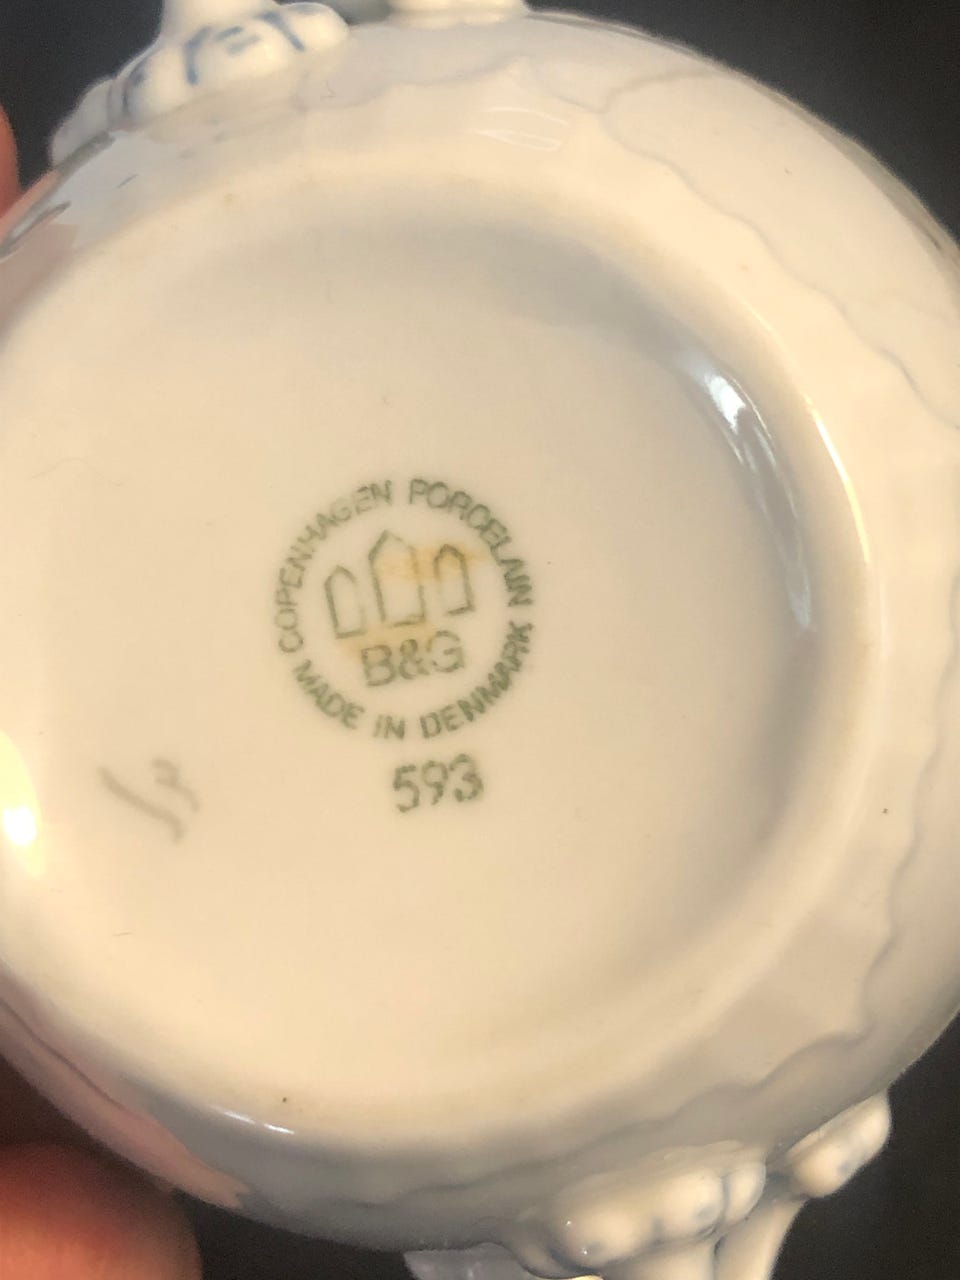 COPENHAGEN PORCELAIN
B&G
MADE IN DENMARK
593